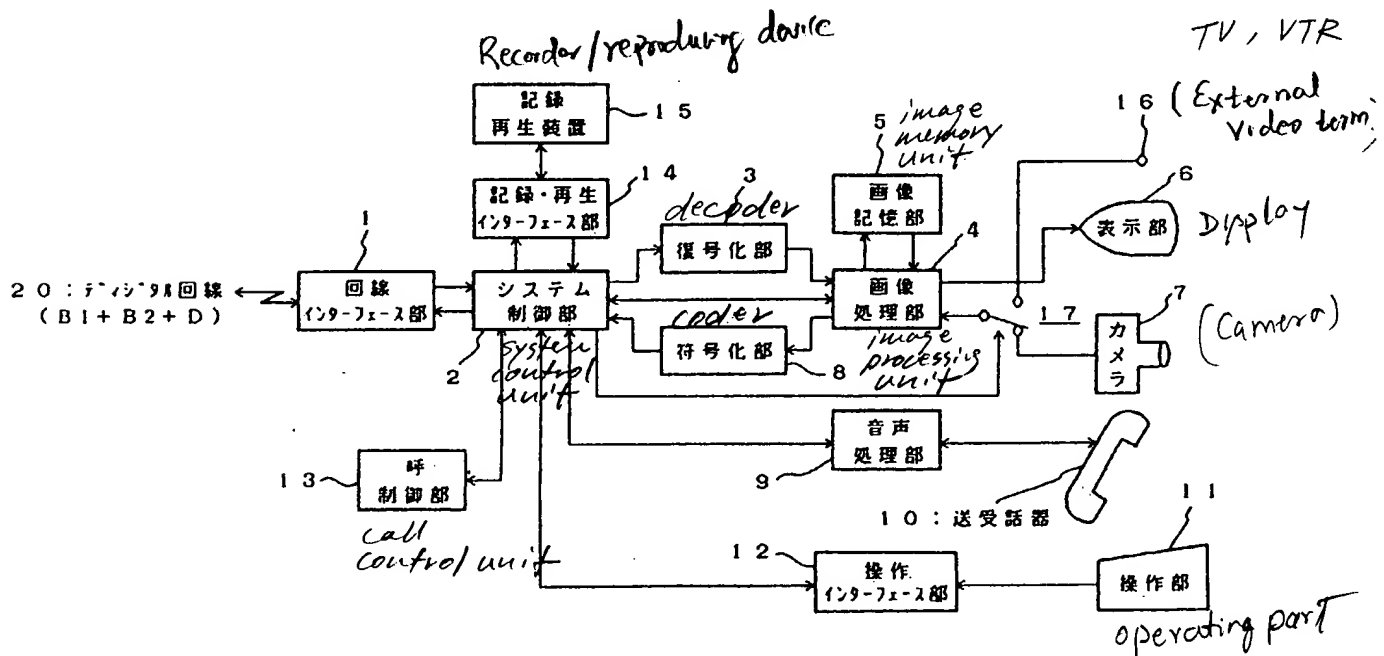 Recorder/reproducing device
TV, VTR
記録
再生装置
15
16 (External
video term,
5 image
memory
unit
記録・再生
インターフェース部
14
3
decoder
復号化部
画像
記憶部
6
表示部
Display
1
4
20:ディジタル回線
(B1+B2+D)
回線
インターフェース部
システム
制御部
画像
処理部
17
7
カメラ
(Camera)
coder
符号化部
8
2
system
control
unit
image
processing
unit
音声
処理部
9
13
呼
制御部
call
control unit
10:送受話器
11
12
操作
インターフェース部
操作部
operating part